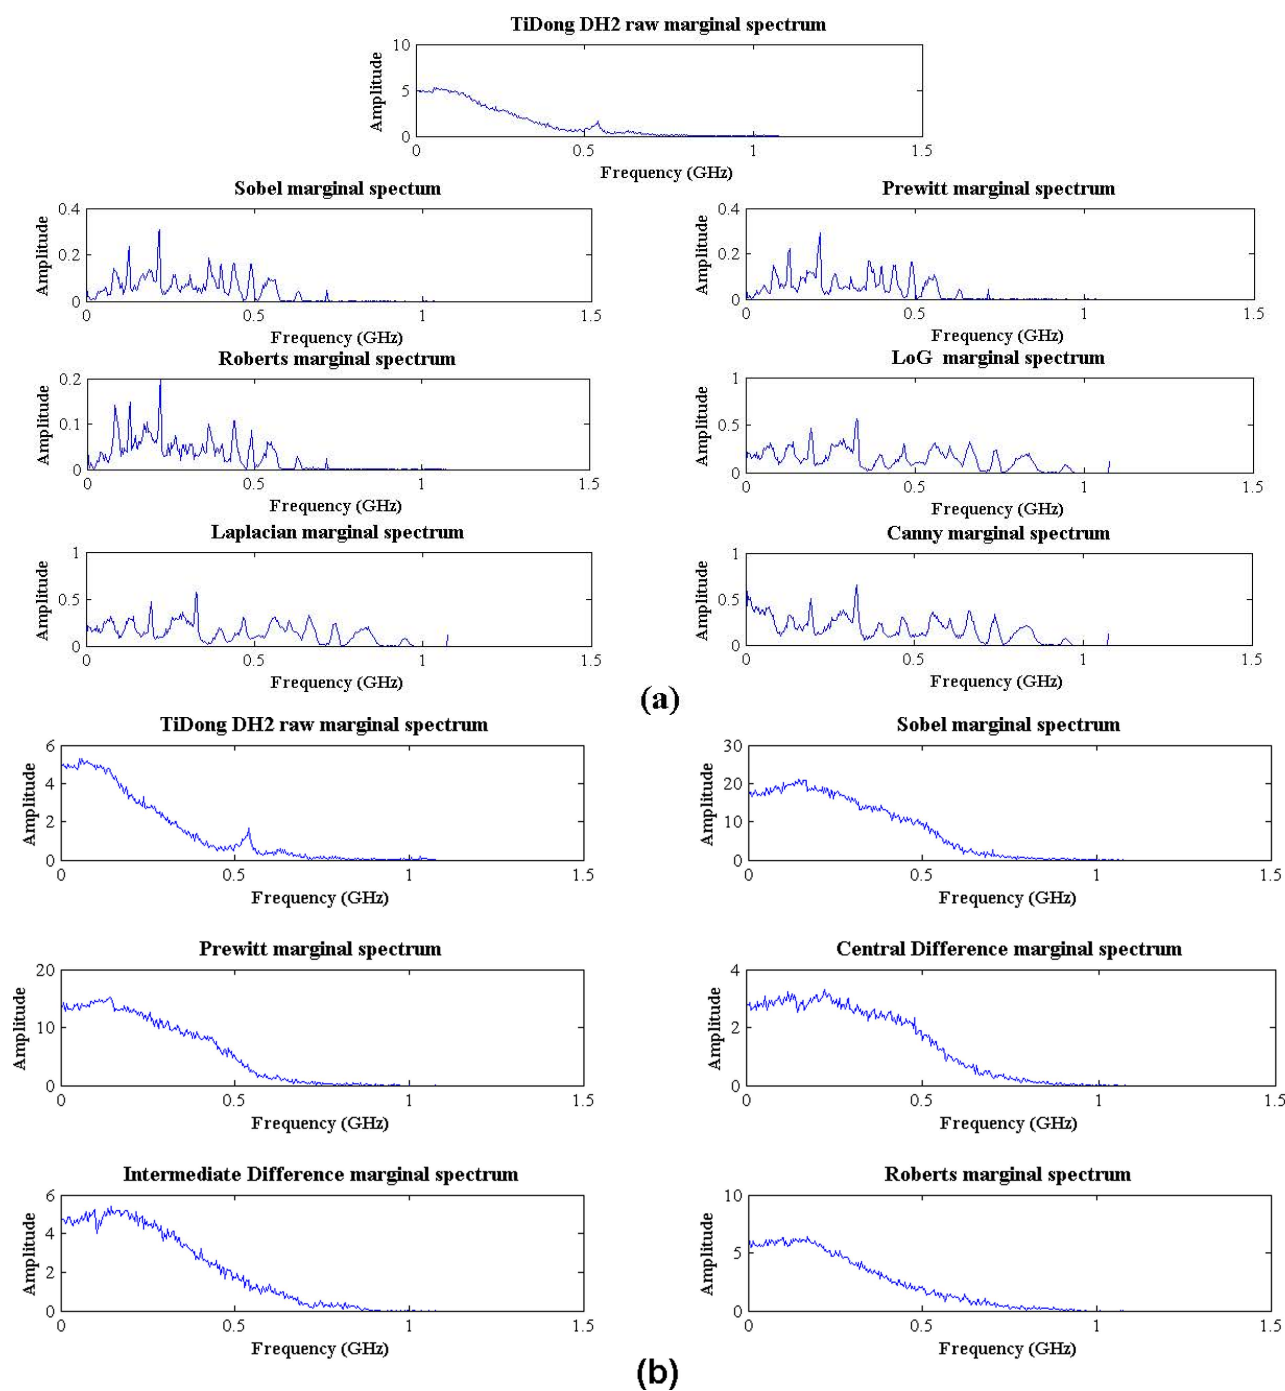 TiDong DH2 raw marginal spectrum
10
5
0
Amplitude
0 0.5 1 1.5
Frequency (GHz)
Sobel marginal spectum
0.4
0.2
0
Amplitude
0 0.5 1 1.5
Frequency (GHz)
Prewitt marginal spectrum
0.4
0.2
0
Amplitude
0 0.5 1 1.5
Frequency (GHz)
Roberts marginal spectrum
0.2
0.1
0
Amplitude
0 0.5 1 1.5
Frequency (GHz)
LoG marginal spectrum
1
0.5
0
Amplitude
0 0.5 1 1.5
Frequency (GHz)
Laplacian marginal spectrum
1
0.5
0
Amplitude
0 0.5 1 1.5
Frequency (GHz)
Canny marginal spectrum
1
0.5
0
Amplitude
0 0.5 1 1.5
Frequency (GHz)
(a)
TiDong DH2 raw marginal spectrum
6
4
2
0
Amplitude
0 0.5 1 1.5
Frequency (GHz)
Sobel marginal spectrum
30
20
10
0
Amplitude
0 0.5 1 1.5
Frequency (GHz)
Prewitt marginal spectrum
20
10
0
Amplitude
0 0.5 1 1.5
Frequency (GHz)
Central Difference marginal spectrum
4
2
0
Amplitude
0 0.5 1 1.5
Frequency (GHz)
Intermediate Difference marginal spectrum
6
4
2
0
Amplitude
0 0.5 1 1.5
Frequency (GHz)
Roberts marginal spectrum
10
5
0
Amplitude
0 0.5 1 1.5
Frequency (GHz)
(b)